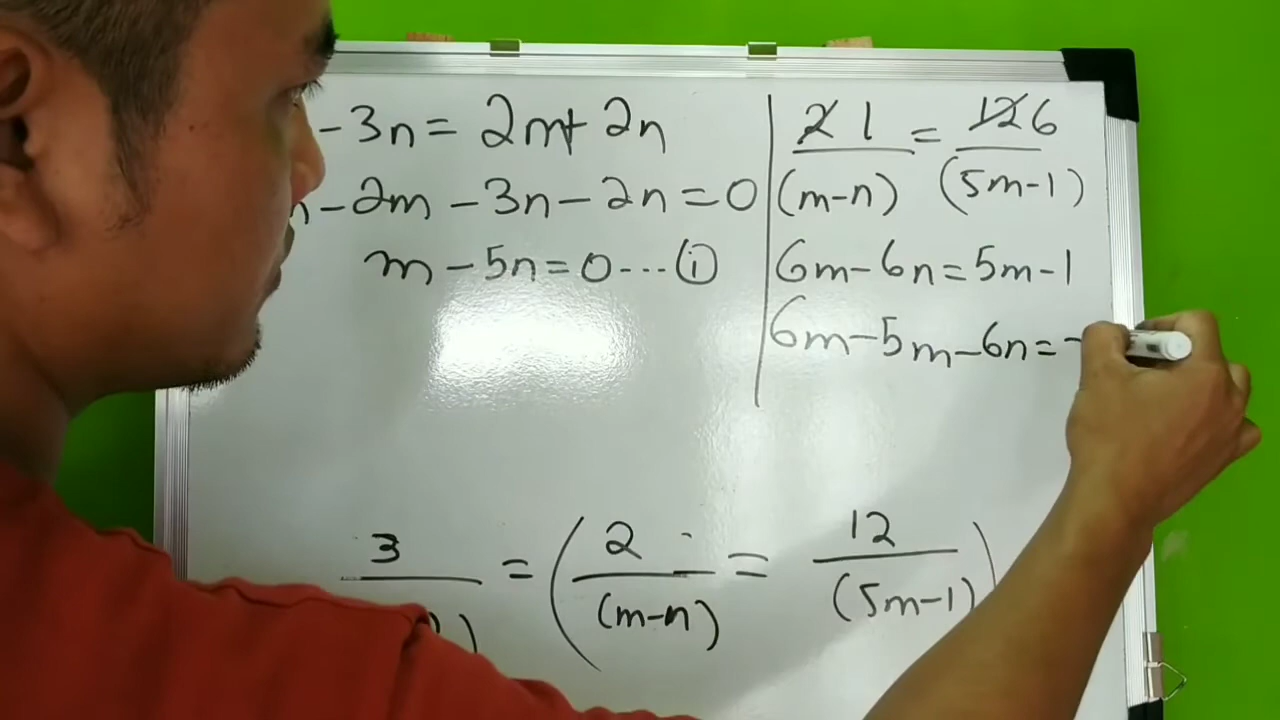 -3n = 2m + 2n
-2m - 3n - 2n = 0
m - 5n = 0 ... (i)
2 1 / (m-n) = 12 6 / (5m-1)
6m - 6n = 5m - 1
6m - 5m - 6n = -
3 / ) = ( 2 / (m-n) = 12 / (5m-1) )